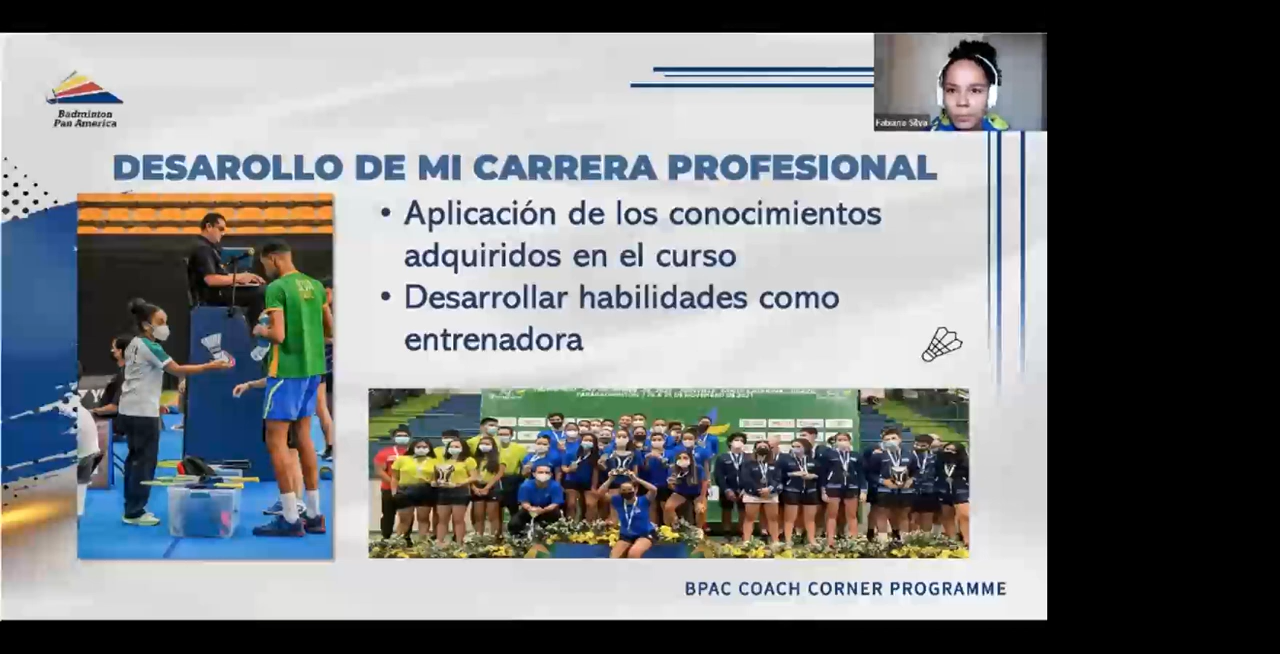 Badminton
Pan America
Fabiana Silva
DESAROLLO DE MI CARRERA PROFESIONAL
• Aplicación de los conocimientos
adquiridos en el curso
• Desarrollar habilidades como
entrenadora
BPAC COACH CORNER PROGRAMME